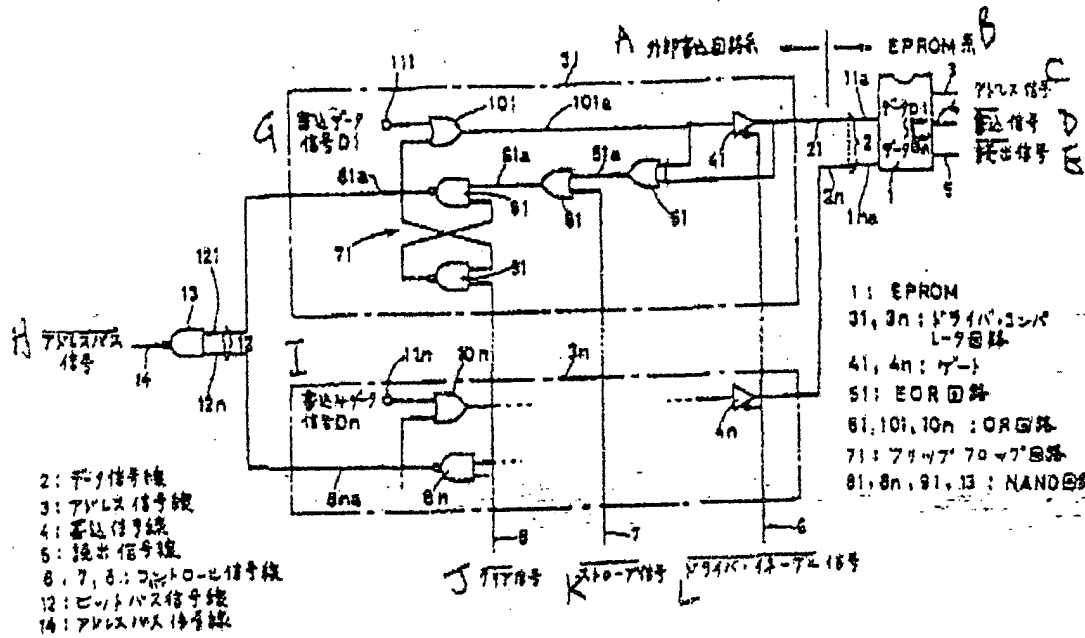 A 外部書込回路系
EPROM系 B
111
101
101a
31
11a
3
アドレス信号 C
G
書込データ
信号D1
データD1
データDn
書込信号 D
読出信号 E
41
21
2
2n
1na
1
5
81a
61a
51a
81
61
51
71
91
121
13
H アドレスパス
信号
14
12
12n
I
11n
10n
3n
書込データ
信号Dn
4n
8na
8n
8
7
6
J クリア信号
K ストローブ信号
L ドライバ・イネーブル信号
1: EPROM
31, 3n: ドライバ・コンパ
レータ回路
41, 4n: ゲート
51: EOR回路
61, 101, 10n: OR回路
71: フリップフロップ回路
81, 8n, 91, 13: NAND回路
2: データ信号線
3: アドレス信号線
4: 書込信号線
5: 読出信号線
6, 7, 8: コントロール信号線
12: ビットパス信号線
14: アドレスパス信号線